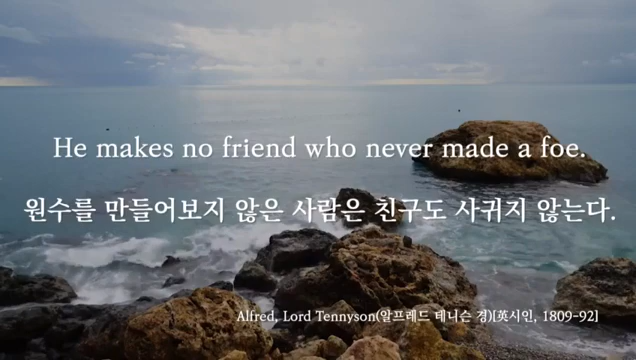 He makes no friend who never made a foe.
원수를 만들어보지 않은 사람은 친구도 사귀지 않는다.
Alfred, Lord Tennyson(알프레드 테니슨 경)[英시인, 1809-92]